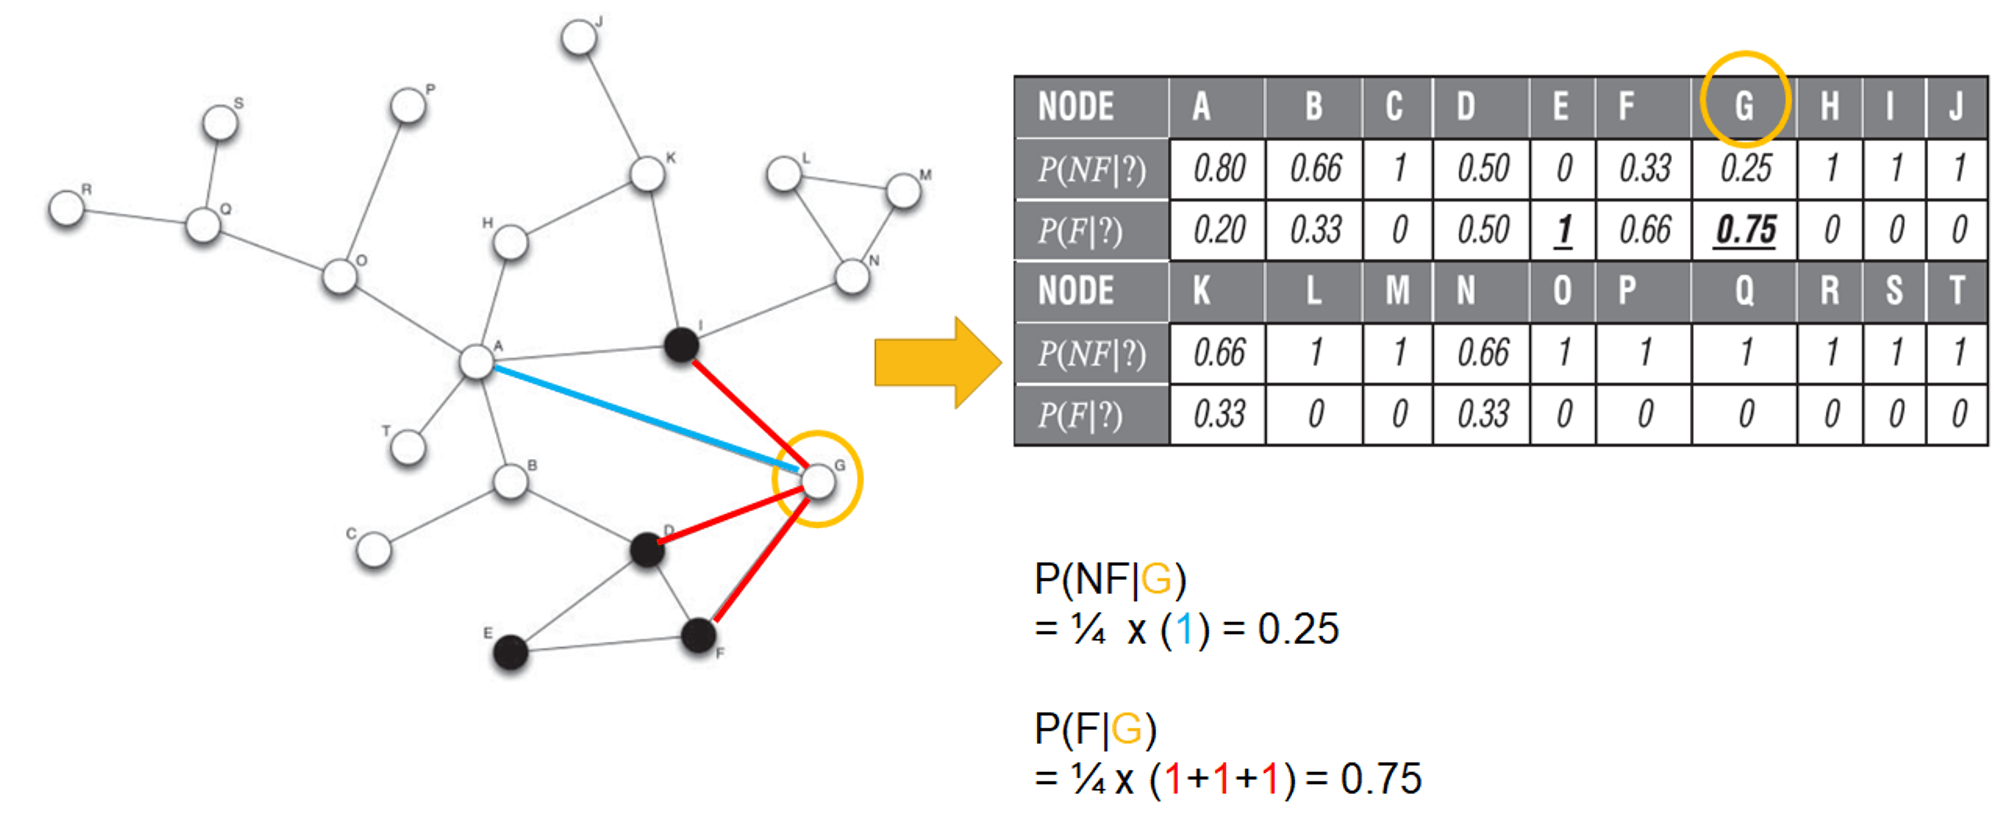 J
S
P
K
L
M
R
Q
H
O
N
I
A
T
B
G
C
D
E
F
NODE A B C D E F G H I J
P(NF|?) 0.80 0.66 1 0.50 0 0.33 0.25 1 1 1
P(F|?) 0.20 0.33 0 0.50 1 0.66 0.75 0 0 0
NODE K L M N O P Q R S T
P(NF|?) 0.66 1 1 0.66 1 1 1 1 1 1
P(F|?) 0.33 0 0 0.33 0 0 0 0 0 0
P(NF|G)
= ¼ x (1) = 0.25
P(F|G)
= ¼ x (1+1+1) = 0.75